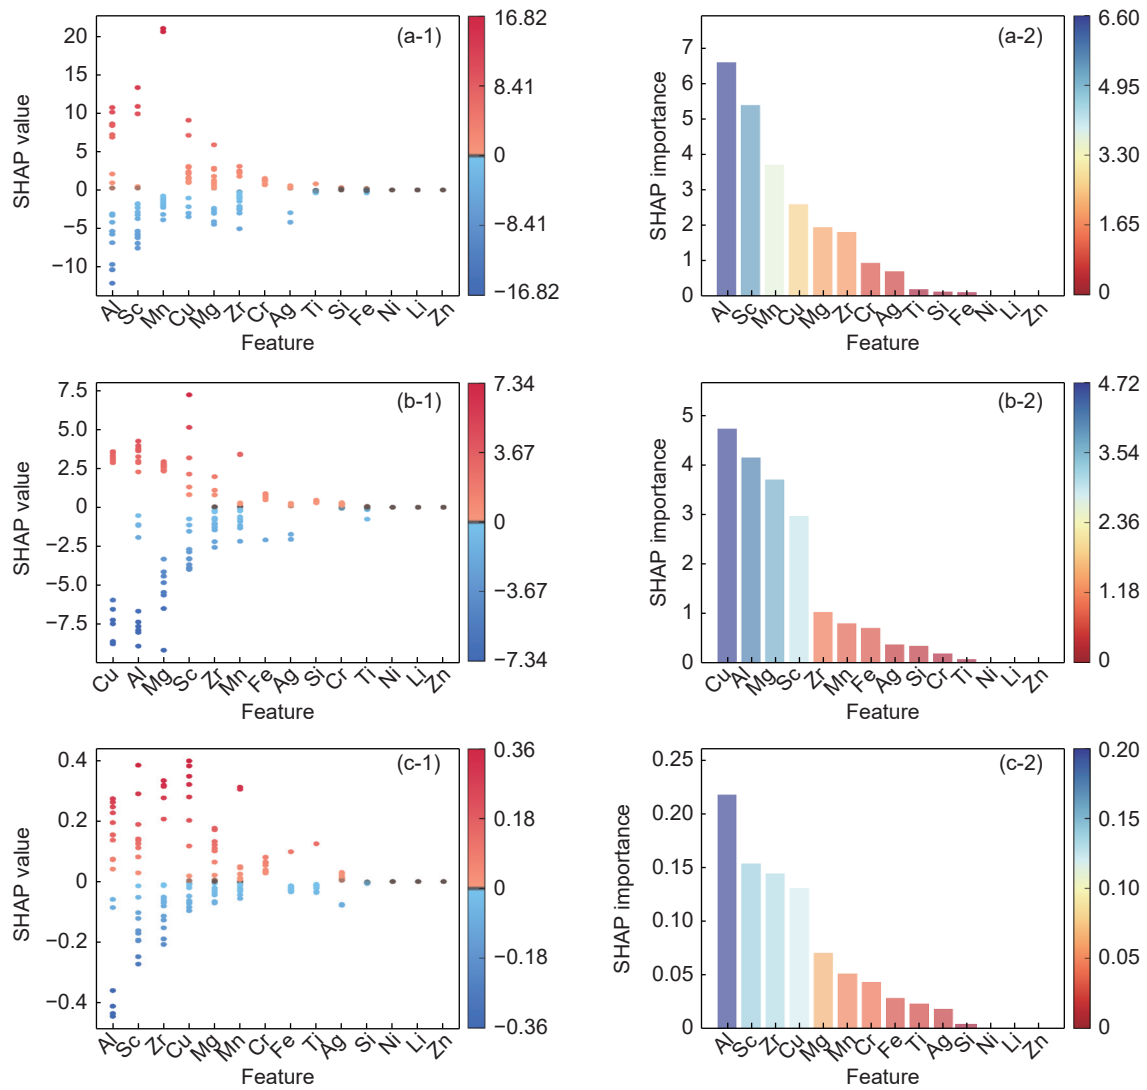 (a-1)
SHAP value
20
15
10
5
0
−5
−10
Al Sc Mn Cu Mg Zr Cr Ag Ti Si Fe Ni Li Zn
Feature
16.82
8.41
0
−8.41
−16.82
(a-2)
SHAP importance
7
6
5
4
3
2
1
0
Al Sc Mn Cu Mg Zr Cr Ag Ti Si Fe Ni Li Zn
Feature
6.60
4.95
3.30
1.65
0
(b-1)
SHAP value
7.5
5.0
2.5
0
−2.5
−5.0
−7.5
Cu Al Mg Sc Zr Mn Fe Ag Si Cr Ti Ni Li Zn
Feature
7.34
3.67
0
−3.67
−7.34
(b-2)
SHAP importance
5
4
3
2
1
0
Cu Al Mg Sc Zr Mn Fe Ag Si Cr Ti Ni Li Zn
Feature
4.72
3.54
2.36
1.18
0
(c-1)
SHAP value
0.4
0.2
0
−0.2
−0.4
Al Sc Zr Cu Mg Mn Cr Fe Ti Ag Si Ni Li Zn
Feature
0.36
0.18
0
−0.18
−0.36
(c-2)
SHAP importance
0.25
0.20
0.15
0.10
0.05
0
Al Sc Zr Cu Mg Mn Cr Fe Ti Ag Si Ni Li Zn
Feature
0.20
0.15
0.10
0.05
0